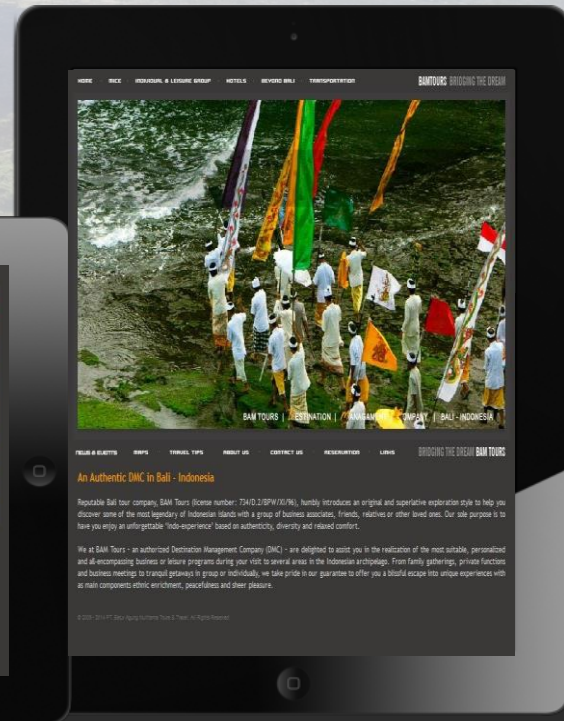 HOME MICE INDIVIDUAL & LEISURE GROUP HOTELS BEYOND BALI TRANSPORTATION BAMTOURS BRIDGING THE DREAM
BAM TOURS | DESTINATION | MANAGEMENT COMPANY | BALI - INDONESIA
NEWS & EVENTS MAPS TRAVEL TIPS ABOUT US CONTACT US RESERVATION LINKS BRIDGING THE DREAM BAM TOURS
An Authentic DMC in Bali - Indonesia
Reputable Bali tour company, BAM Tours (license number: 734/D.2/BPW/XI/96), humbly introduces an original and superlative exploration style to help you
discover some of the most legendary of Indonesian islands with a group of business associates, friends, relatives or other loved ones. Our sole purpose is to
have you enjoy an unforgettable 'Indo-experience' based on authenticity, diversity and relaxed comfort.
We at BAM Tours - an authorized Destination Management Company (DMC) - are delighted to assist you in the realization of the most suitable, personalized
and all-encompassing business or leisure programs during your visit to several areas in the Indonesian archipelago. From family gatherings, private functions
and business meetings to tranquil getaways in group or individually, we take pride in our guarantee to offer you a blissful escape into unique experiences with
as main components ethnic enrichment, peacefulness and sheer pleasure.